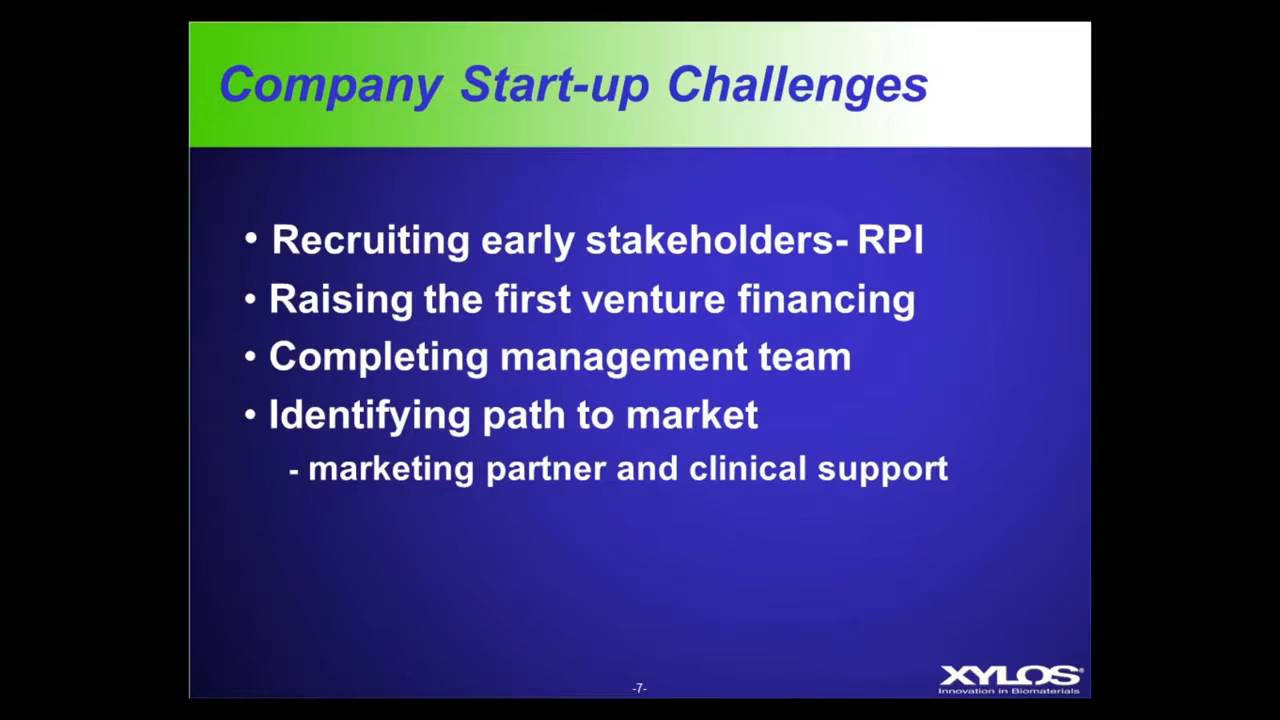 Company Start-up Challenges
• Recruiting early stakeholders- RPI
• Raising the first venture financing
• Completing management team
• Identifying path to market
- marketing partner and clinical support
XYLOS®
Innovation in Biomaterials
-7-